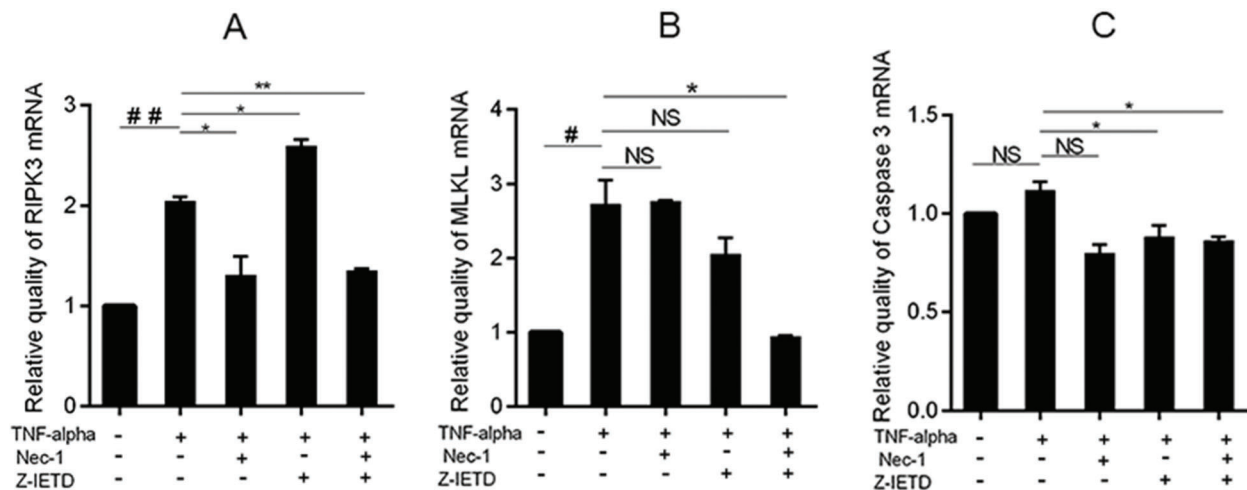 A
Relative quality of RIPK3 mRNA
3
2
1
0
# #
*
*
**
TNF-alpha - + + + +
Nec-1 - - + - +
Z-IETD - - - + +
B
Relative quality of MLKL mRNA
4
3
2
1
0
#
NS
NS
*
TNF-alpha - + + + +
Nec-1 - - + - +
Z-IETD - - - + +
C
Relative quality of Caspase 3 mRNA
1.5
1.0
0.5
0.0
NS
NS
*
*
TNF-alpha - + + + +
Nec-1 - - + - +
Z-IETD - - - + +